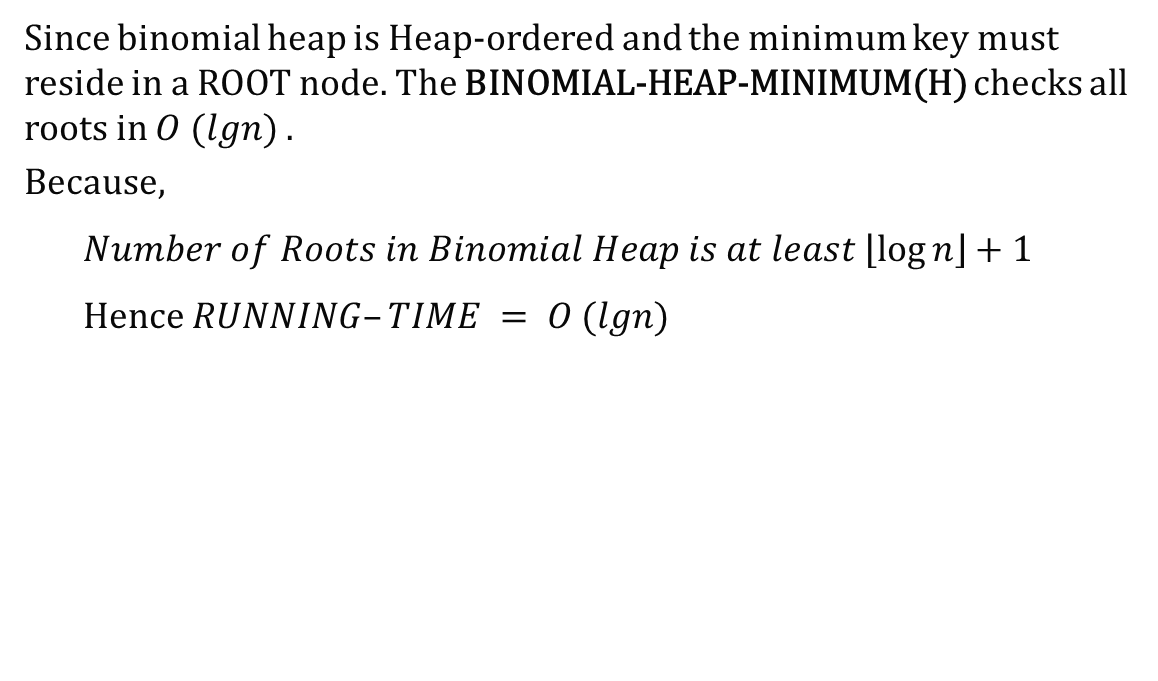 Since binomial heap is Heap-ordered and the minimum key must
reside in a ROOT node. The BINOMIAL-HEAP-MINIMUM(H) checks all
roots in O (lgn) .
Because,
Number of Roots in Binomial Heap is at least ⌊log n⌋ + 1
Hence RUNNING–TIME = O (lgn)